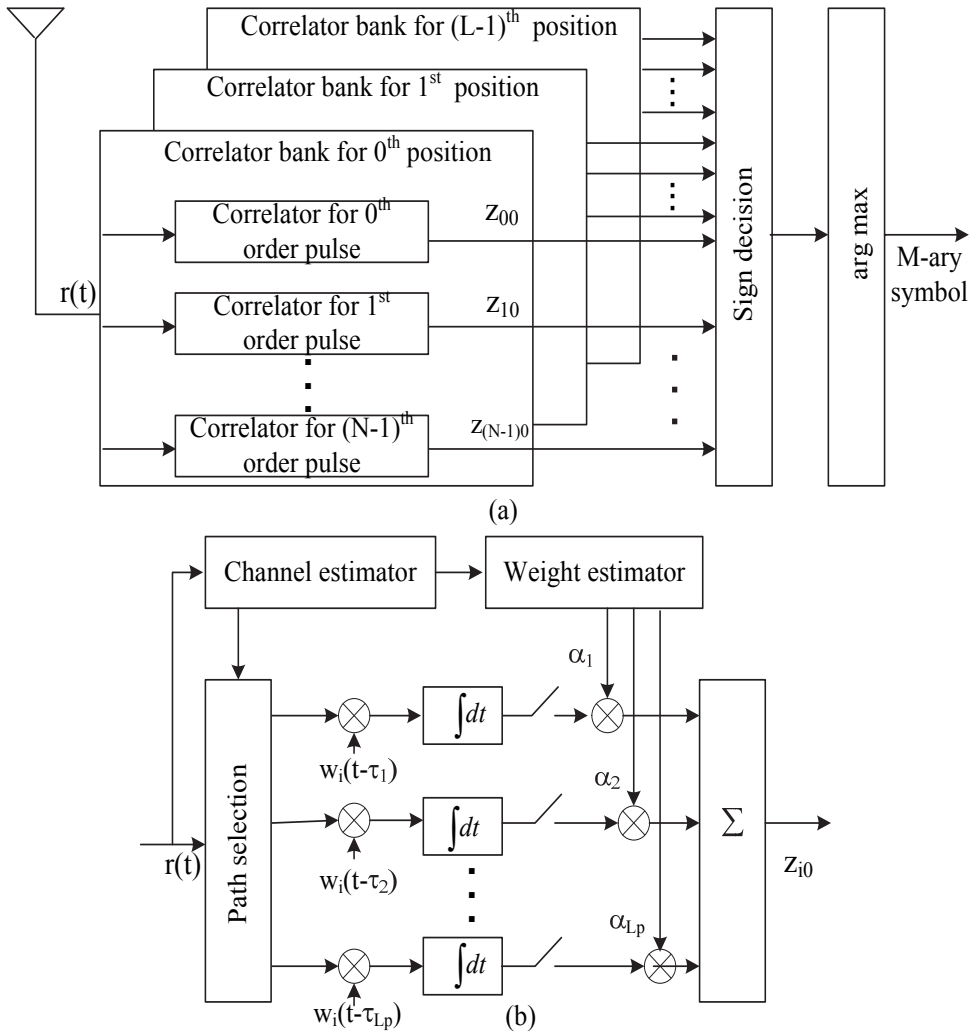 Correlator bank for (L-1)th position
Correlator bank for 1st position
Correlator bank for 0th position
Correlator for 0th
order pulse
z00
Correlator for 1st
order pulse
z10
Correlator for (N-1)th
order pulse
z(N-1)0
r(t)
Sign decision
arg max
M-ary
symbol
(a)
Channel estimator
Weight estimator
α1
∫dt
wi(t-τ1)
α2
∫dt
wi(t-τ2)
r(t)
Path selection
Σ
zi0
αLp
∫dt
wi(t-τLp)
(b)